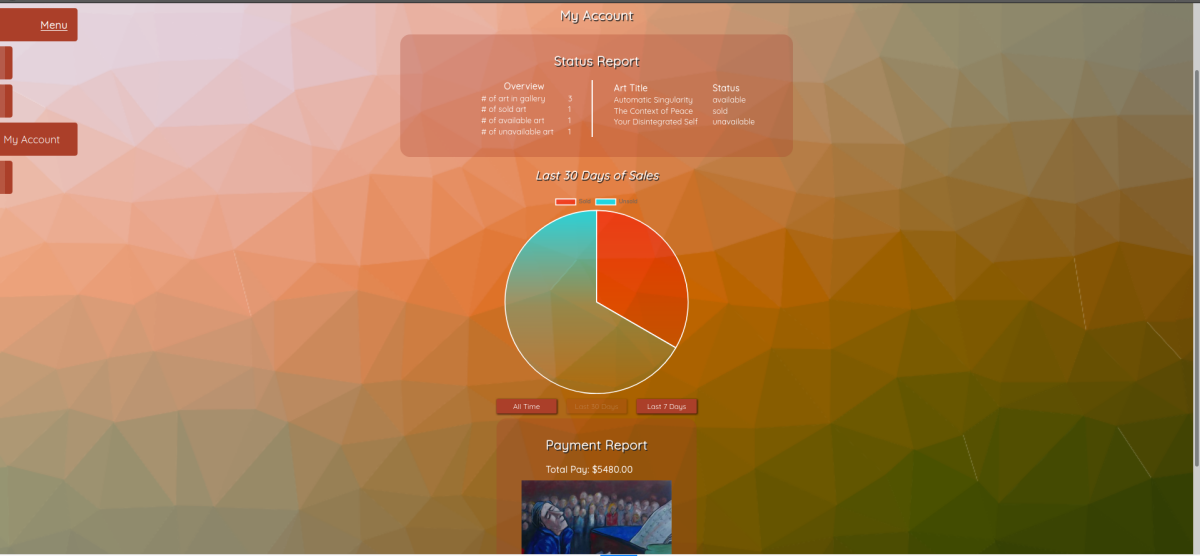 My Account
Menu
Status Report
Overview
# of art in gallery 3
# of sold art 1
# of available art 1
# of unavailable art 1
Art Title Status
Automatic Singularity available
The Context of Peace sold
Your Disintegrated Self unavailable
My Account
Last 30 Days of Sales
Sold Unsold
All Time Last 30 Days Last 7 Days
Payment Report
Total Pay: $5480.00